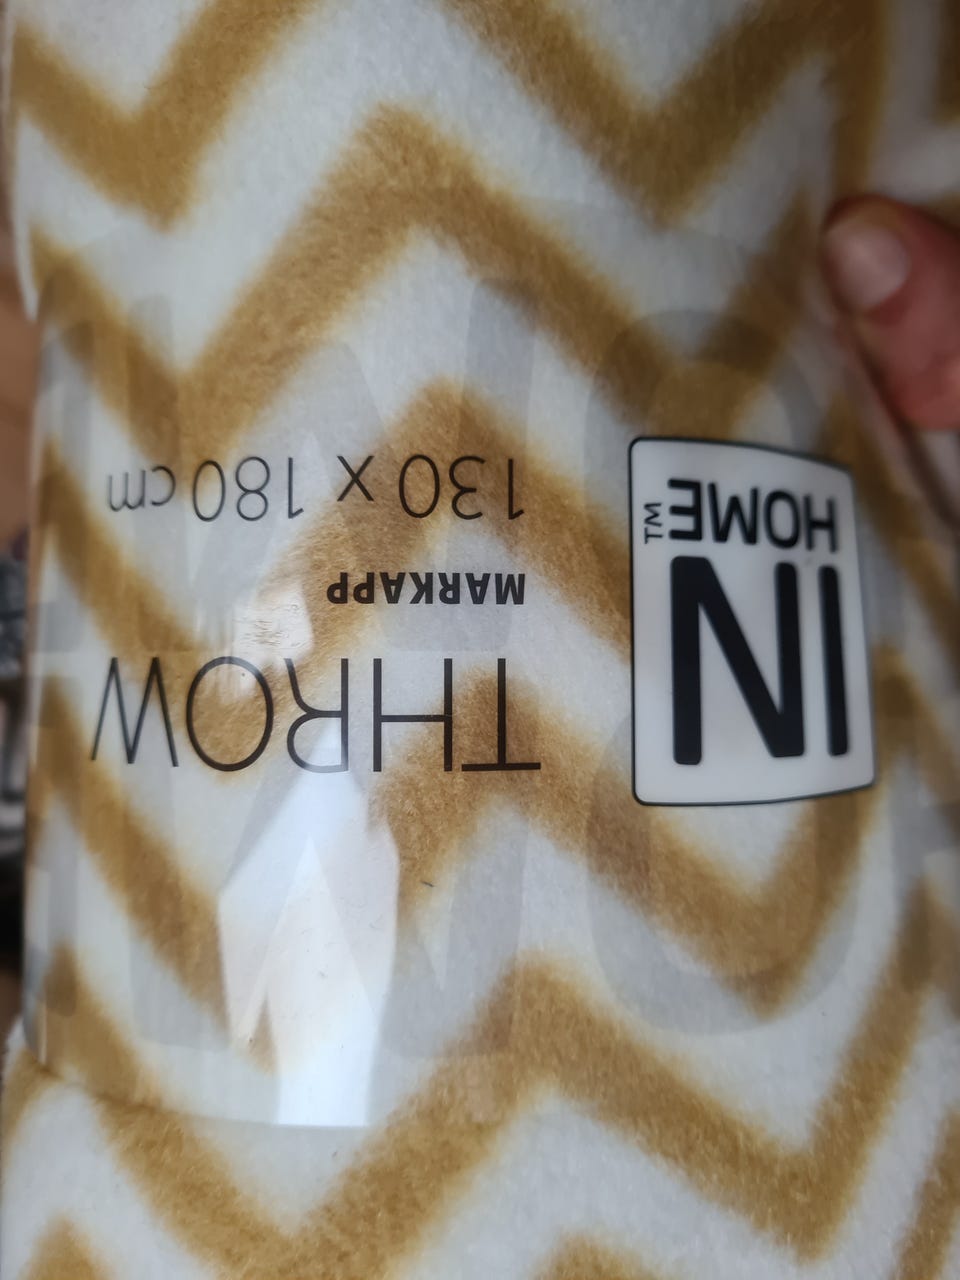 IN
HOME™
THROW
MARKAPP
130 x 180 cm